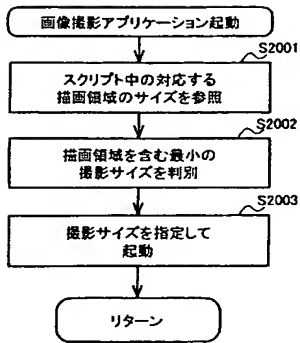 画像撮影アプリケーション起動
S2001
スクリプト中の対応する
描画領域のサイズを参照
S2002
描画領域を含む最小の
撮影サイズを判別
S2003
撮影サイズを指定して
起動
リターン